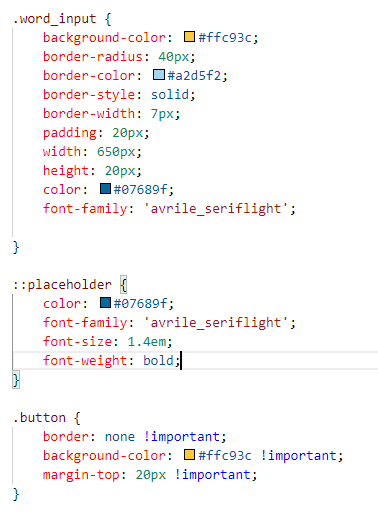 .word_input {
background-color: #ffc93c;
border-radius: 40px;
border-color: #a2d5f2;
border-style: solid;
border-width: 7px;
padding: 20px;
width: 650px;
height: 20px;
color: #07689f;
font-family: 'avrile_seriflight';
}
::placeholder {
color: #07689f;
font-family: 'avrile_seriflight';
font-size: 1.4em;
font-weight: bold;
}
.button {
border: none !important;
background-color: #ffc93c !important;
margin-top: 20px !important;
}